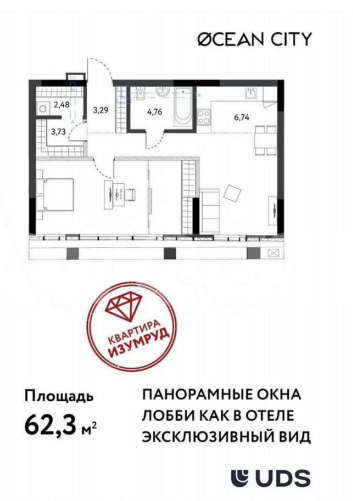 ØCEAN CITY
2,48
3,29
4,76
6,74
3,73
КВАРТИРА
ИЗУМРУД
Площадь
62,3 м²
ПАНОРАМНЫЕ ОКНА
ЛОББИ КАК В ОТЕЛЕ
ЭКСКЛЮЗИВНЫЙ ВИД
UDS